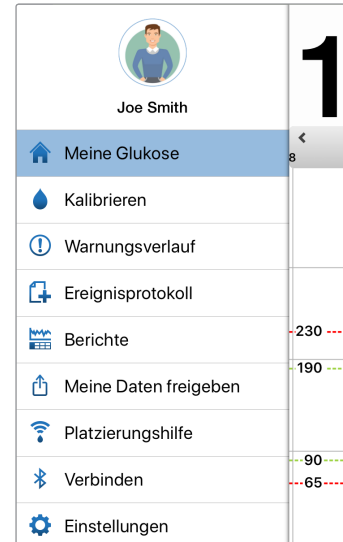 Joe Smith
Meine Glukose
Kalibrieren
Warnungsverlauf
Ereignisprotokoll
Berichte
Meine Daten freigeben
Platzierungshilfe
Verbinden
Einstellungen
1
8
230
190
90
65